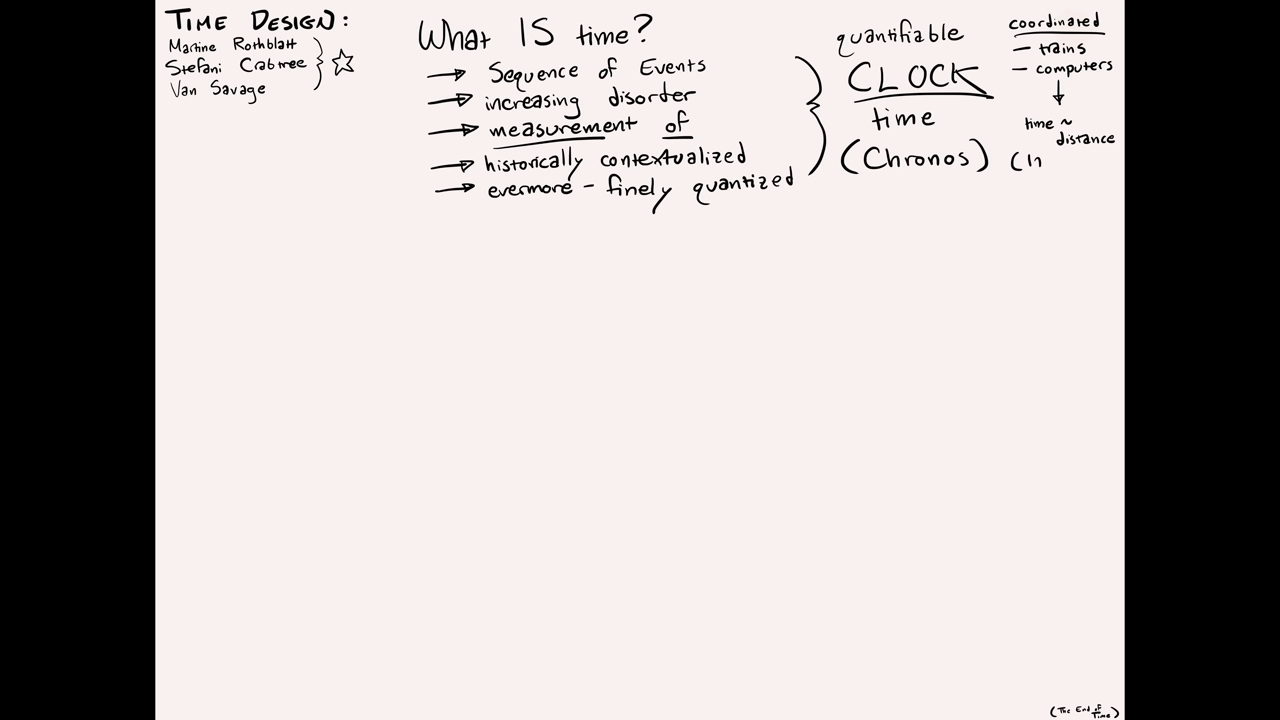 TIME DESIGN:
Martine Rothblatt
Stefani Crabtree
Van Savage
What IS time?
Sequence of Events
increasing disorder
measurement of
historically contextualized
evermore - finely quantized
quantifiable
CLOCK
time
(Chronos)
coordinated
- trains
- computers
time ~
distance
(The End of Time)